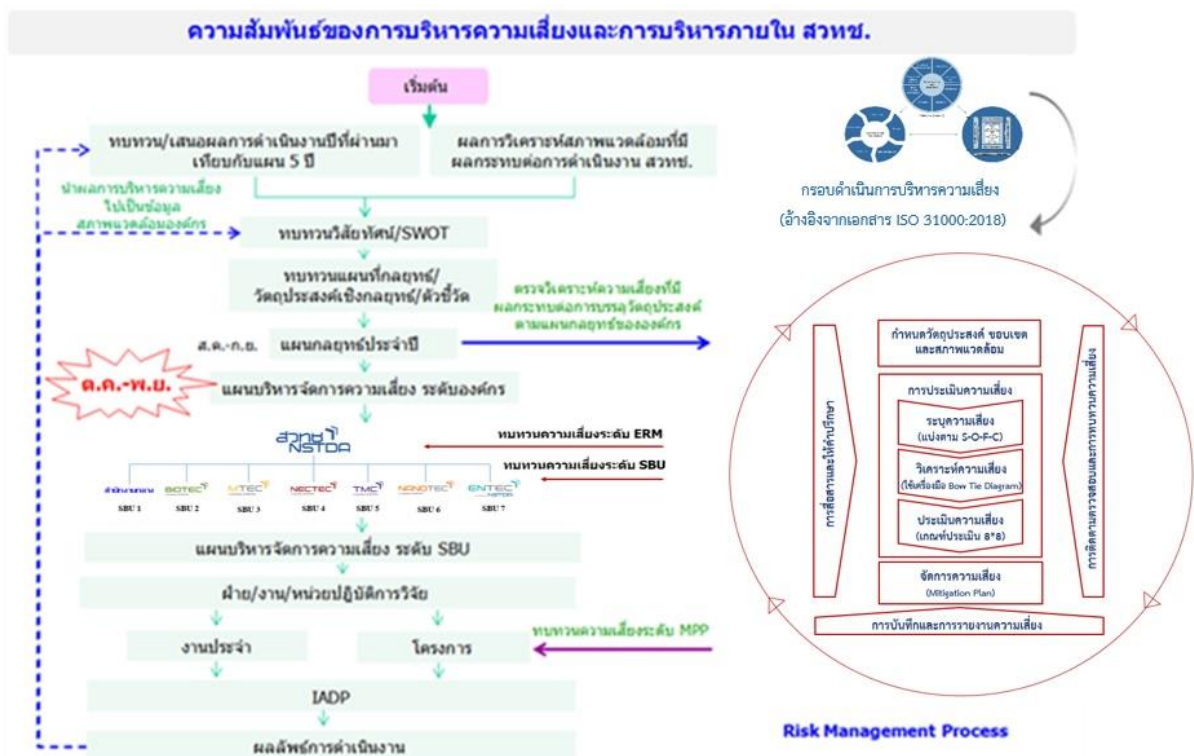 ความสัมพันธ์ของการบริหารความเสี่ยงและการบริหารภายใน สวทช.
เริ่มต้น
ทบทวน/เสนอผลการดำเนินงานปีที่ผ่านมา
เทียบกับแผน 5 ปี
ผลการวิเคราะห์สภาพแวดล้อมที่มี
ผลกระทบต่อการดำเนินงาน สวทช.
นำผลการบริหารความเสี่ยง
ไปเป็นข้อมูล
สภาพแวดล้อมองค์กร
ทบทวนวิสัยทัศน์/SWOT
ทบทวนแผนที่กลยุทธ์/
วัตถุประสงค์เชิงกลยุทธ์/ตัวชี้วัด
ตรวจวิเคราะห์ความเสี่ยงที่มี
ผลกระทบต่อการบรรลุวัตถุประสงค์
ตามแผนกลยุทธ์ขององค์กร
ส.ค.-ก.ย.
แผนกลยุทธ์ประจำปี
ต.ค.-พ.ย.
แผนบริหารจัดการความเสี่ยง ระดับองค์กร
สวทช
NSTDA
ทบทวนความเสี่ยงระดับ ERM
ทบทวนความเสี่ยงระดับ SBU
สำนักงานกลาง
BIOTEC
MTEC
NECTEC
TMC
NANOTEC
ENTEC
NSTDA
SBU 1
SBU 2
SBU 3
SBU 4
SBU 5
SBU 6
SBU 7
แผนบริหารจัดการความเสี่ยง ระดับ SBU
ฝ่าย/งาน/หน่วยปฏิบัติการวิจัย
งานประจำ
โครงการ
ทบทวนความเสี่ยงระดับ MPP
IADP
ผลลัพธ์การดำเนินงาน
กรอบดำเนินการบริหารความเสี่ยง
(อ้างอิงจากเอกสาร ISO 31000:2018)
กำหนดวัตถุประสงค์ ขอบเขต
และสภาพแวดล้อม
การสื่อสารและให้คำปรึกษา
การประเมินความเสี่ยง
ระบุความเสี่ยง
(แบ่งตาม S-O-F-C)
วิเคราะห์ความเสี่ยง
(ใช้เครื่องมือ Bow Tie Diagram)
ประเมินความเสี่ยง
(เกณฑ์ประเมิน 8*8)
จัดการความเสี่ยง
(Mitigation Plan)
การติดตามตรวจสอบและการทบทวนความเสี่ยง
การบันทึกและการรายงานความเสี่ยง
Risk Management Process